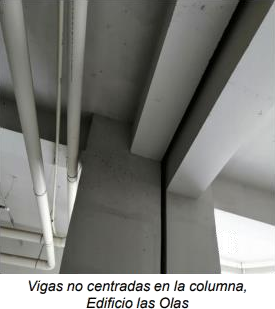 Vigas no centradas en la columna,
Edificio las Olas